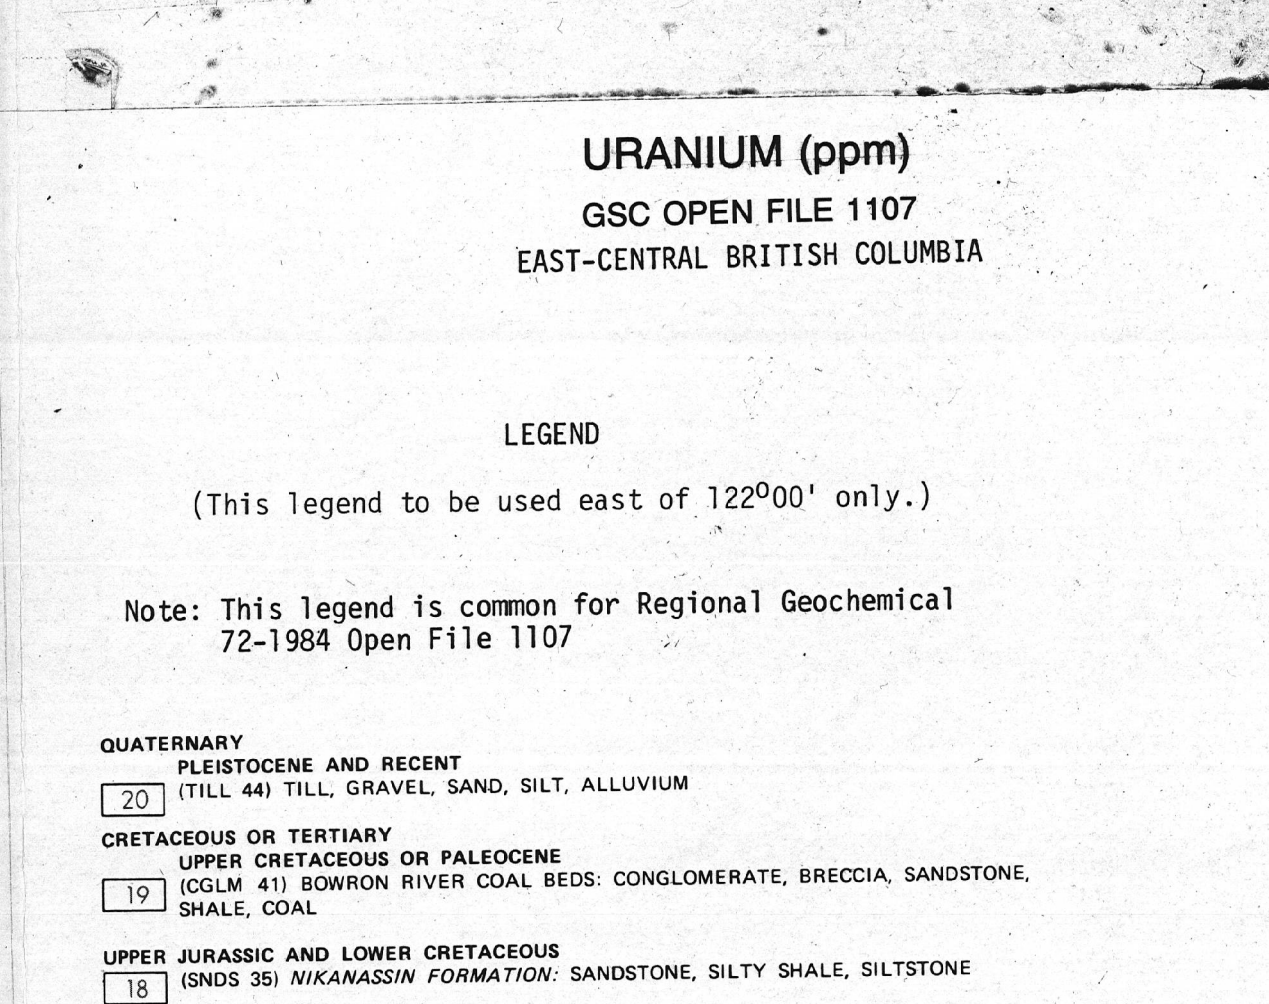 URANIUM (ppm)
GSC OPEN FILE 1107
EAST-CENTRAL BRITISH COLUMBIA
LEGEND
(This legend to be used east of 122º00' only.)
Note: This legend is common for Regional Geochemical
72-1984 Open File 1107
QUATERNARY
PLEISTOCENE AND RECENT
20 (TILL 44) TILL, GRAVEL, SAND, SILT, ALLUVIUM
CRETACEOUS OR TERTIARY
UPPER CRETACEOUS OR PALEOCENE
19 (CGLM 41) BOWRON RIVER COAL BEDS: CONGLOMERATE, BRECCIA, SANDSTONE,
SHALE, COAL
UPPER JURASSIC AND LOWER CRETACEOUS
18 (SNDS 35) NIKANASSIN FORMATION: SANDSTONE, SILTY SHALE, SILTSTONE